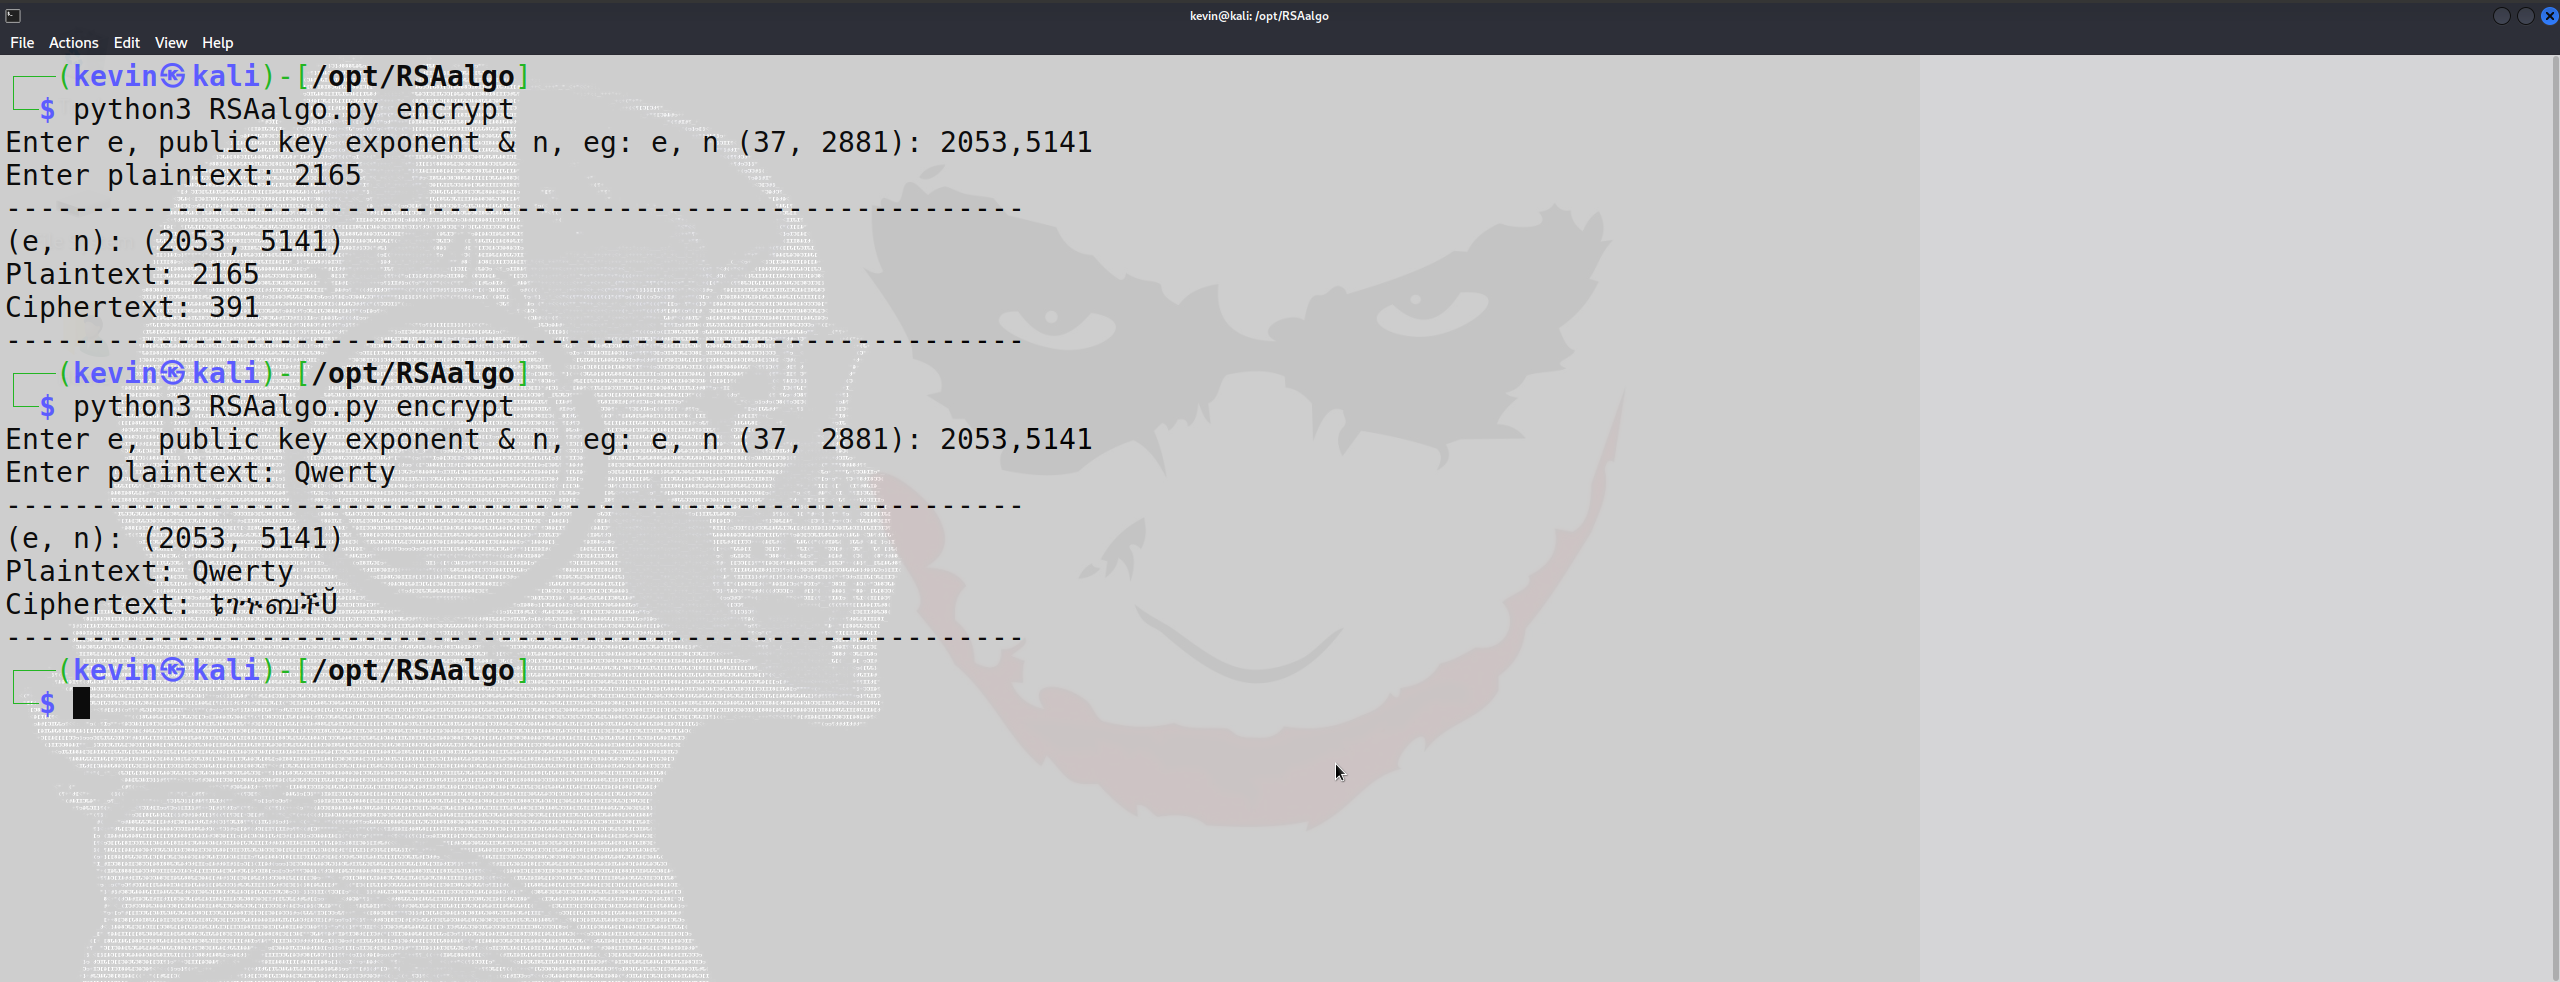 kevin@kali: /opt/RSAalgo
File Actions Edit View Help
(kevin㉿kali)-[/opt/RSAalgo]
$ python3 RSAalgo.py encrypt
Enter e, public key exponent & n, eg: e, n (37, 2881): 2053,5141
Enter plaintext: 2165
------------------------------------------------------------
(e, n): (2053, 5141)
Plaintext: 2165
Ciphertext: 391
------------------------------------------------------------
(kevin㉿kali)-[/opt/RSAalgo]
$ python3 RSAalgo.py encrypt
Enter e, public key exponent & n, eg: e, n (37, 2881): 2053,5141
Enter plaintext: Qwerty
------------------------------------------------------------
(e, n): (2053, 5141)
Plaintext: Qwerty
Ciphertext:
------------------------------------------------------------
(kevin㉿kali)-[/opt/RSAalgo]
$